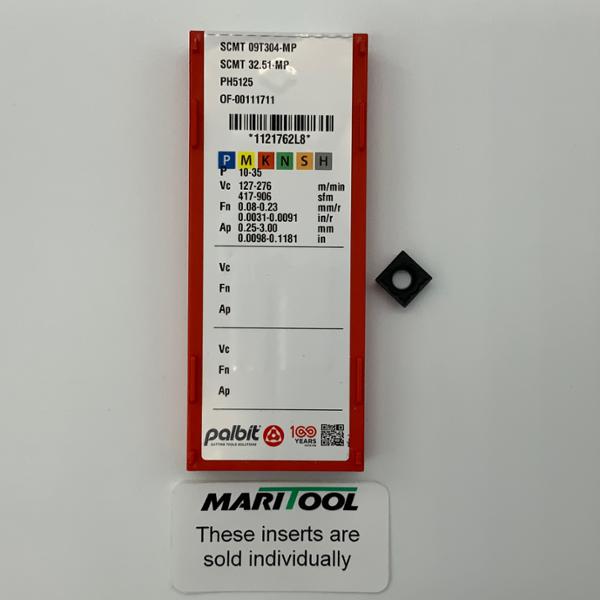 SCMT 09T304-MP
SCMT 32.51-MP
PH5125
OF-00111711
*1121762L8*
P M K N S H
P 10-35
Vc 127-276 m/min
417-906 sfm
Fn 0.08-0.23 mm/r
0.0031-0.0091 in/r
Ap 0.25-3.00 mm
0.0098-0.1181 in
Vc
Fn
Ap
Vc
Fn
Ap
palbit
CUTTING TOOLS SOLUTIONS
100
YEARS
MARITOOL
These inserts are
sold individually